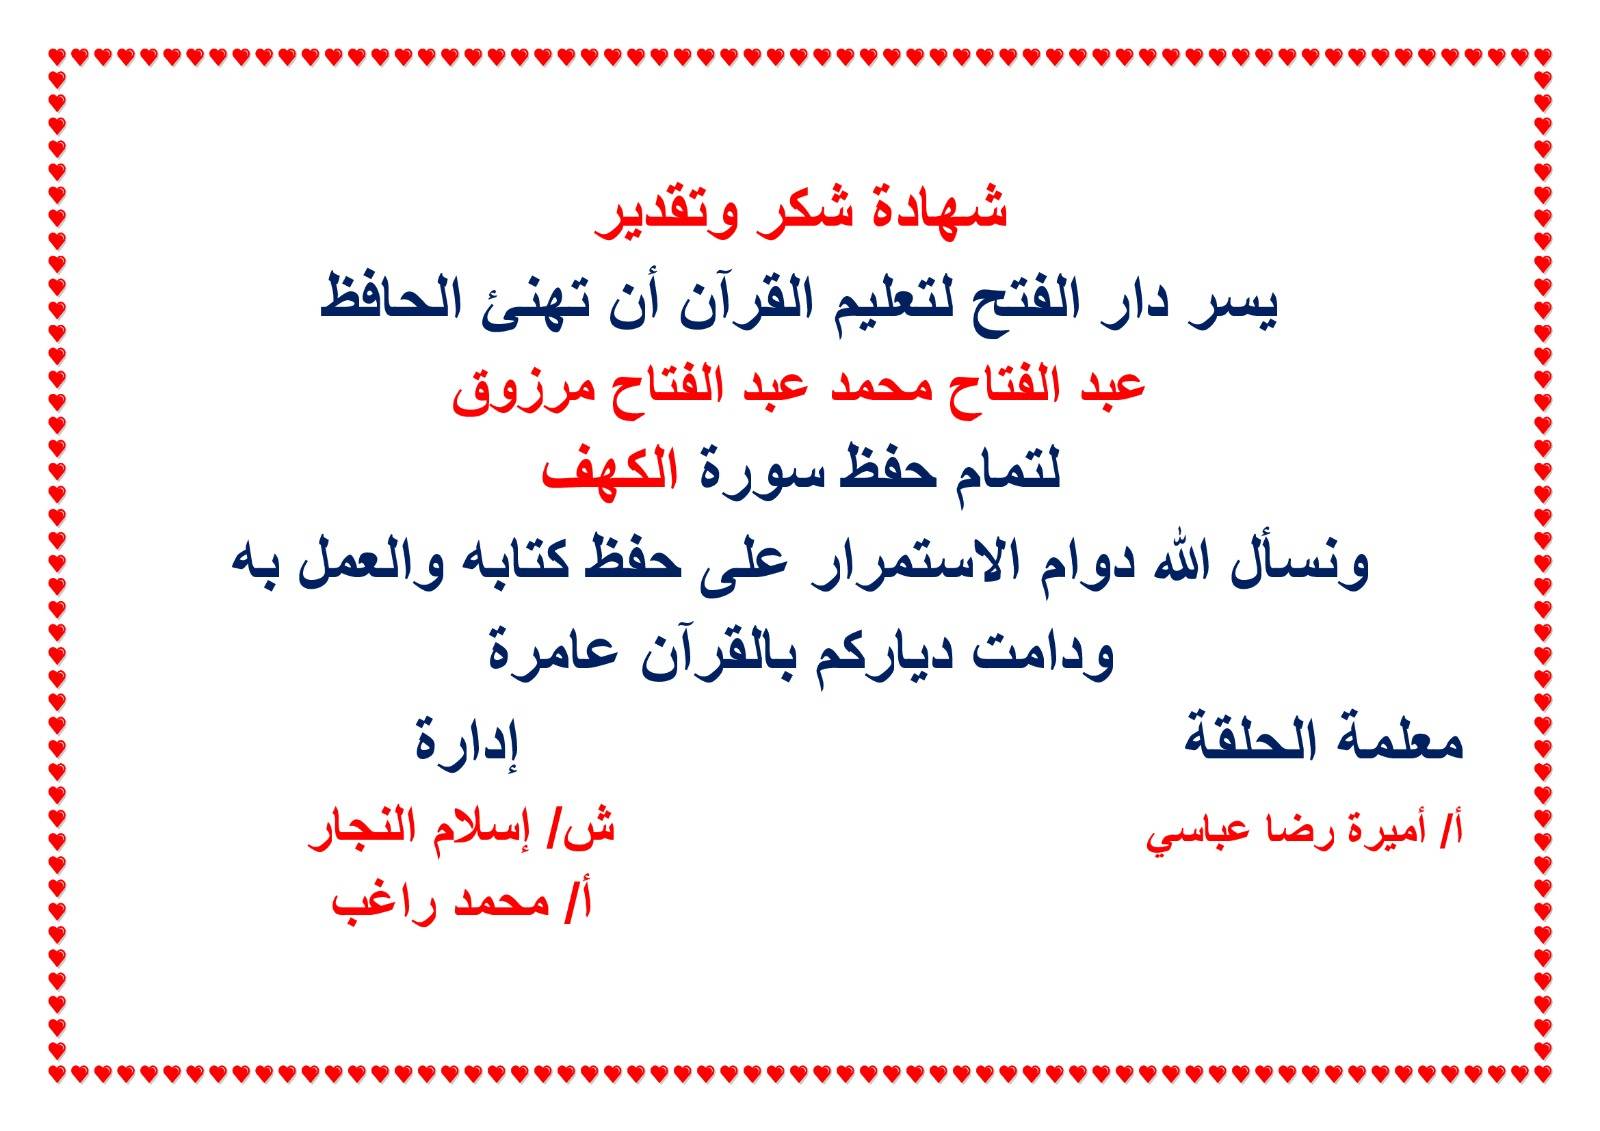 شهادة شكر وتقدير
يسر دار الفتح لتعليم القرآن أن تهنئ الحافظ
عبد الفتاح محمد عبد الفتاح مرزوق
لتمام حفظ سورة الكهف
ونسأل الله دوام الاستمرار على حفظ كتابه والعمل به
ودامت دياركم بالقرآن عامرة
معلمة الحلقة
إدارة
أ/ أميرة رضا عباسي
ش/ إسلام النجار
أ/ محمد راغب